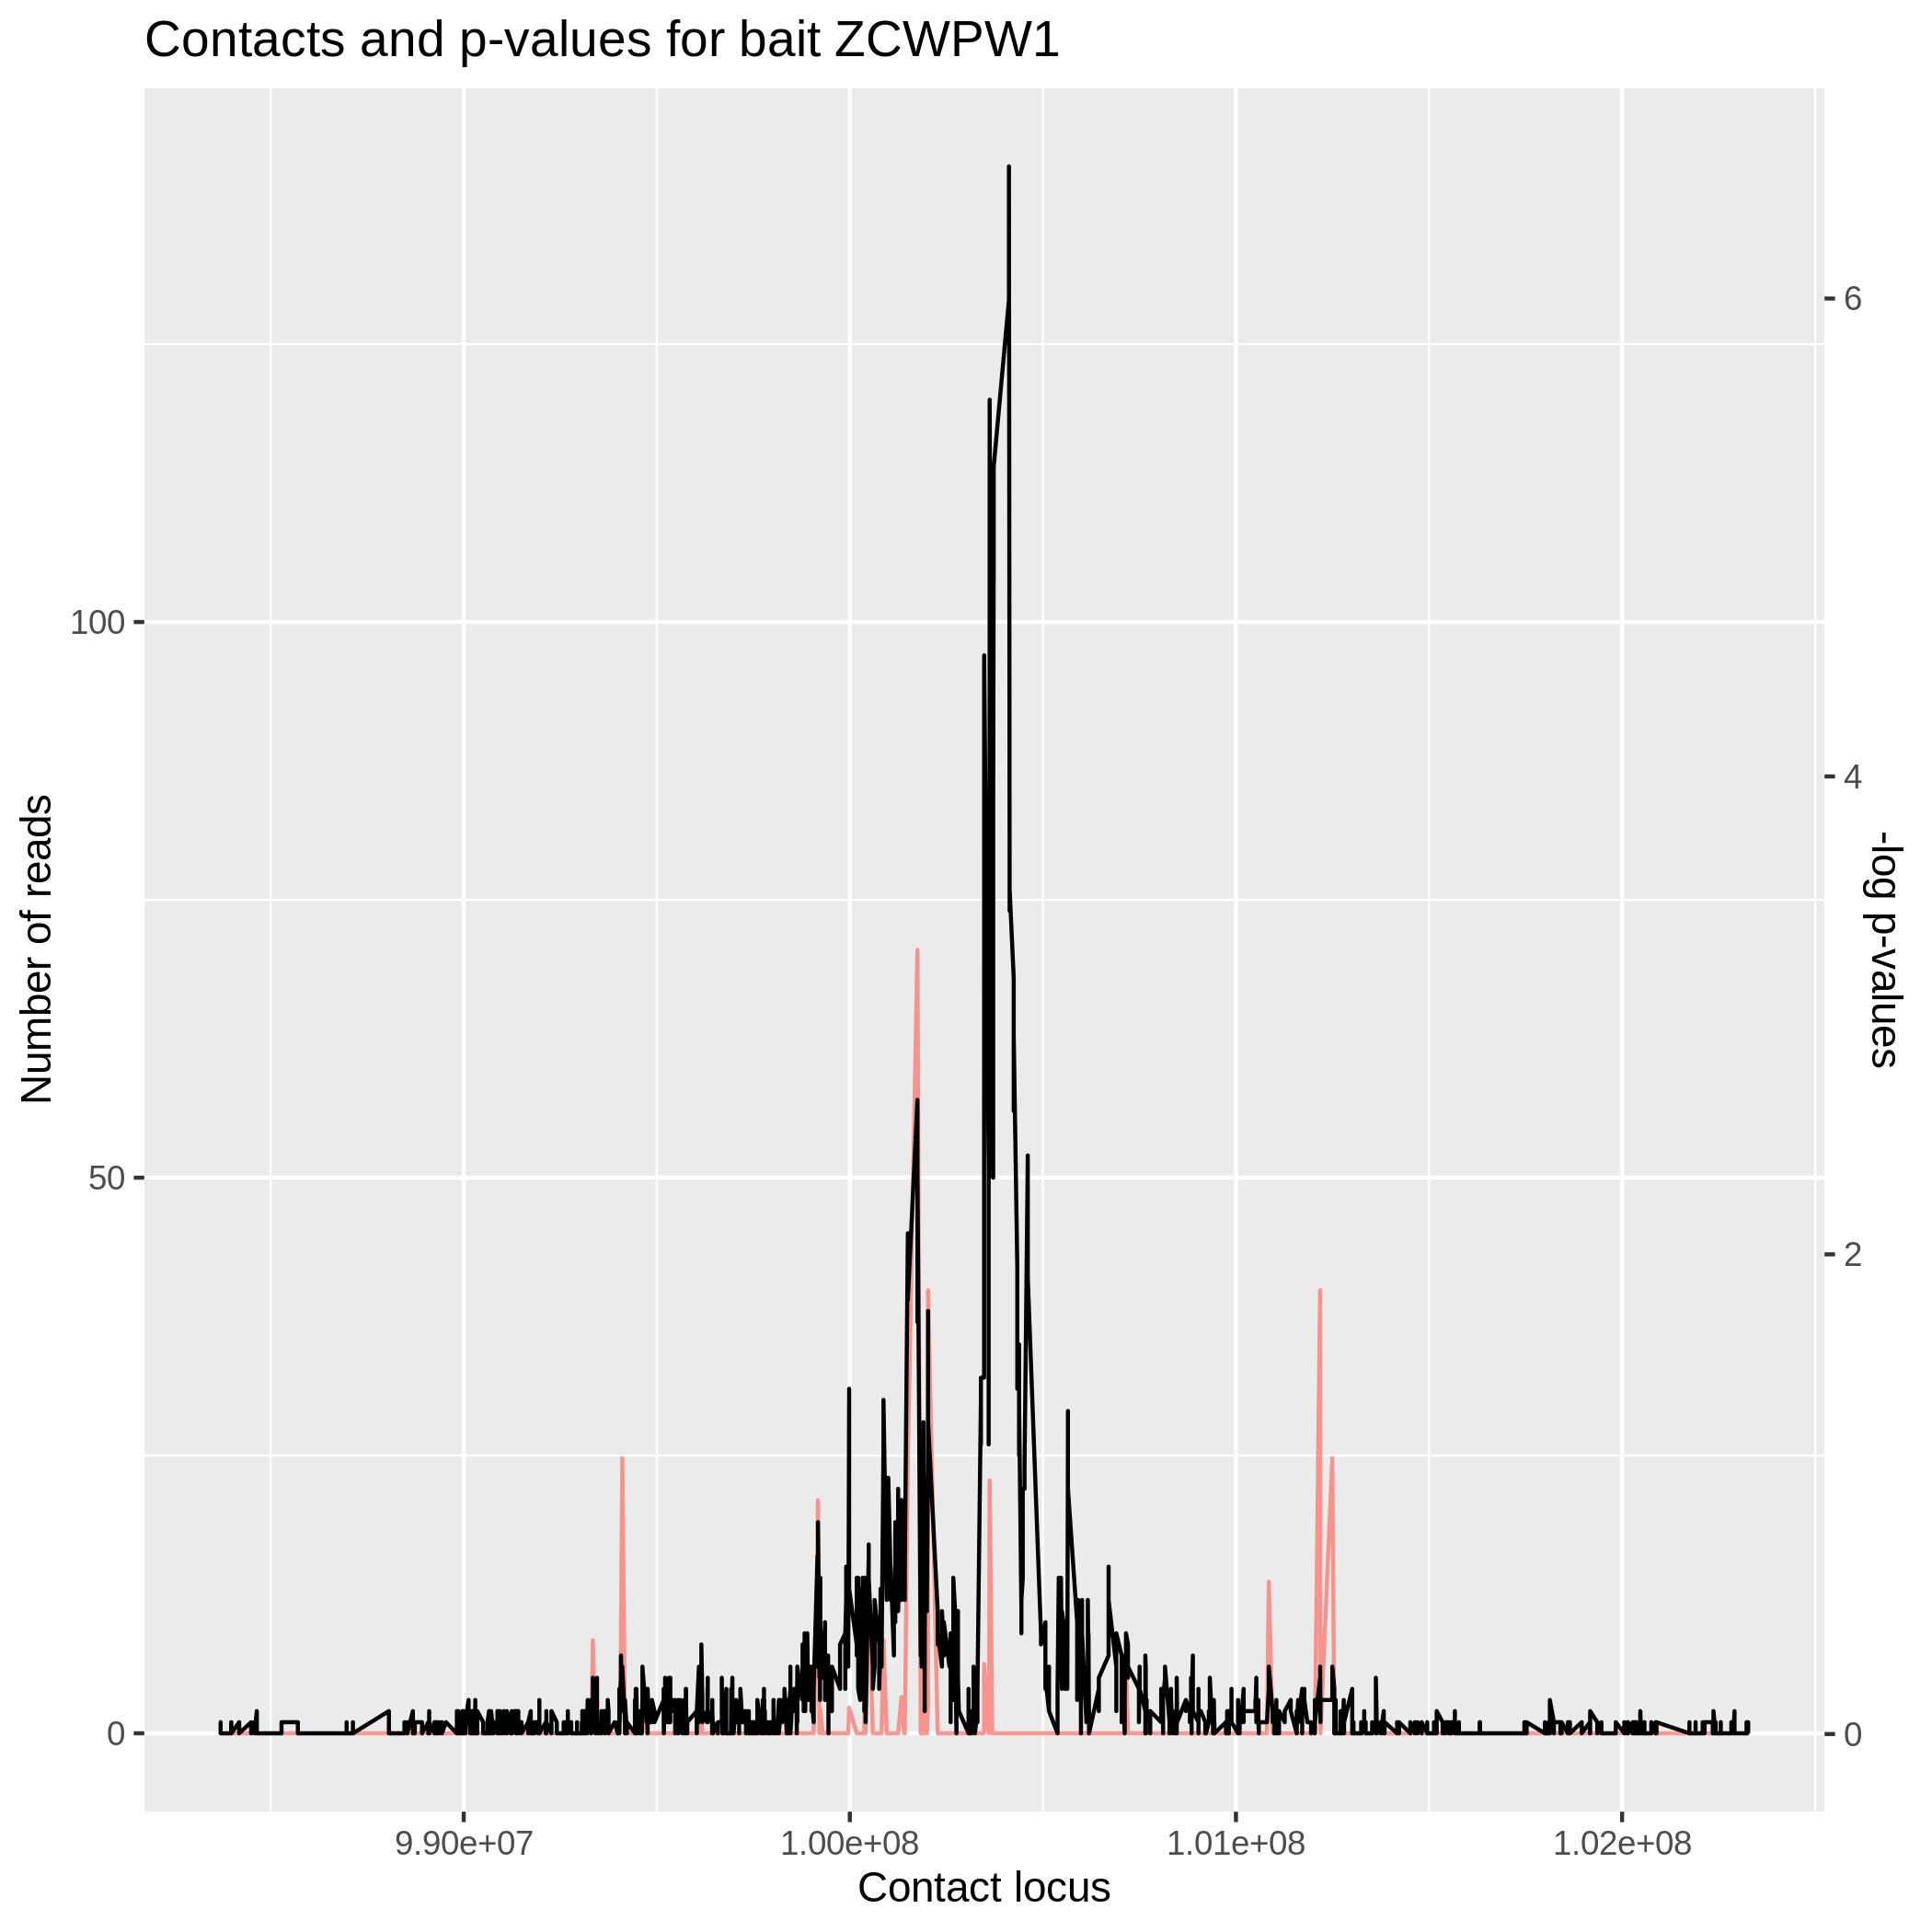 Contacts and p-values for bait ZCWPW1
Number of reads
100
50
0
6
4
2
0
-log p-values
9.90e+07
1.00e+08
1.01e+08
1.02e+08
Contact locus